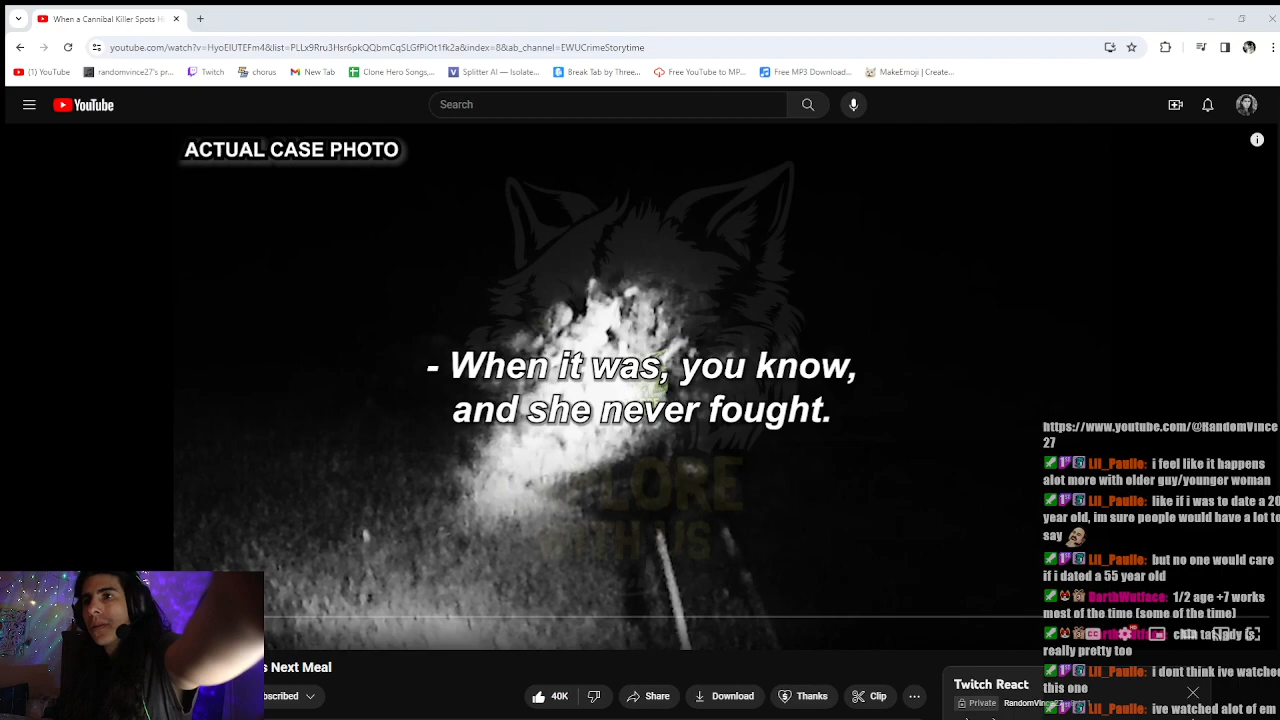 When a Cannibal Killer Spots Hi
youtube.com/watch?v=HyoEIUTEFm4&list=PLLx9Rru3Hsr6pkQQbmCqSLGfPiOt1fk2a&index=8&ab_channel=EWUCrimeStorytime
(1) YouTube
randomvince27's pr...
Twitch
chorus
New Tab
Clone Hero Songs,...
Splitter AI — Isolate...
Break Tab by Three...
Free YouTube to MP...
Free MP3 Download...
MakeEmoji | Create...
YouTube
Search
ACTUAL CASE PHOTO
- When it was, you know,
and she never fought.
https://www.youtube.com/@RandomVince
27
Lil_Paulie: i feel like it happens
alot more with older guy/younger woman
Lil_Paulie: like if i was to date a 20
year old, im sure people would have a lot to
say
Lil_Paulie: but no one would care
if i dated a 55 year old
DarthWutface: 1/2 age +7 works
most of the time (some of the time)
really pretty too
Lil_Paulie: i dont think ive watched
this one
Lil_Paulie: ive watched alot of em
s Next Meal
bscribed
40K
Share
Download
Thanks
Clip
Twitch React
Private
RandomVince27